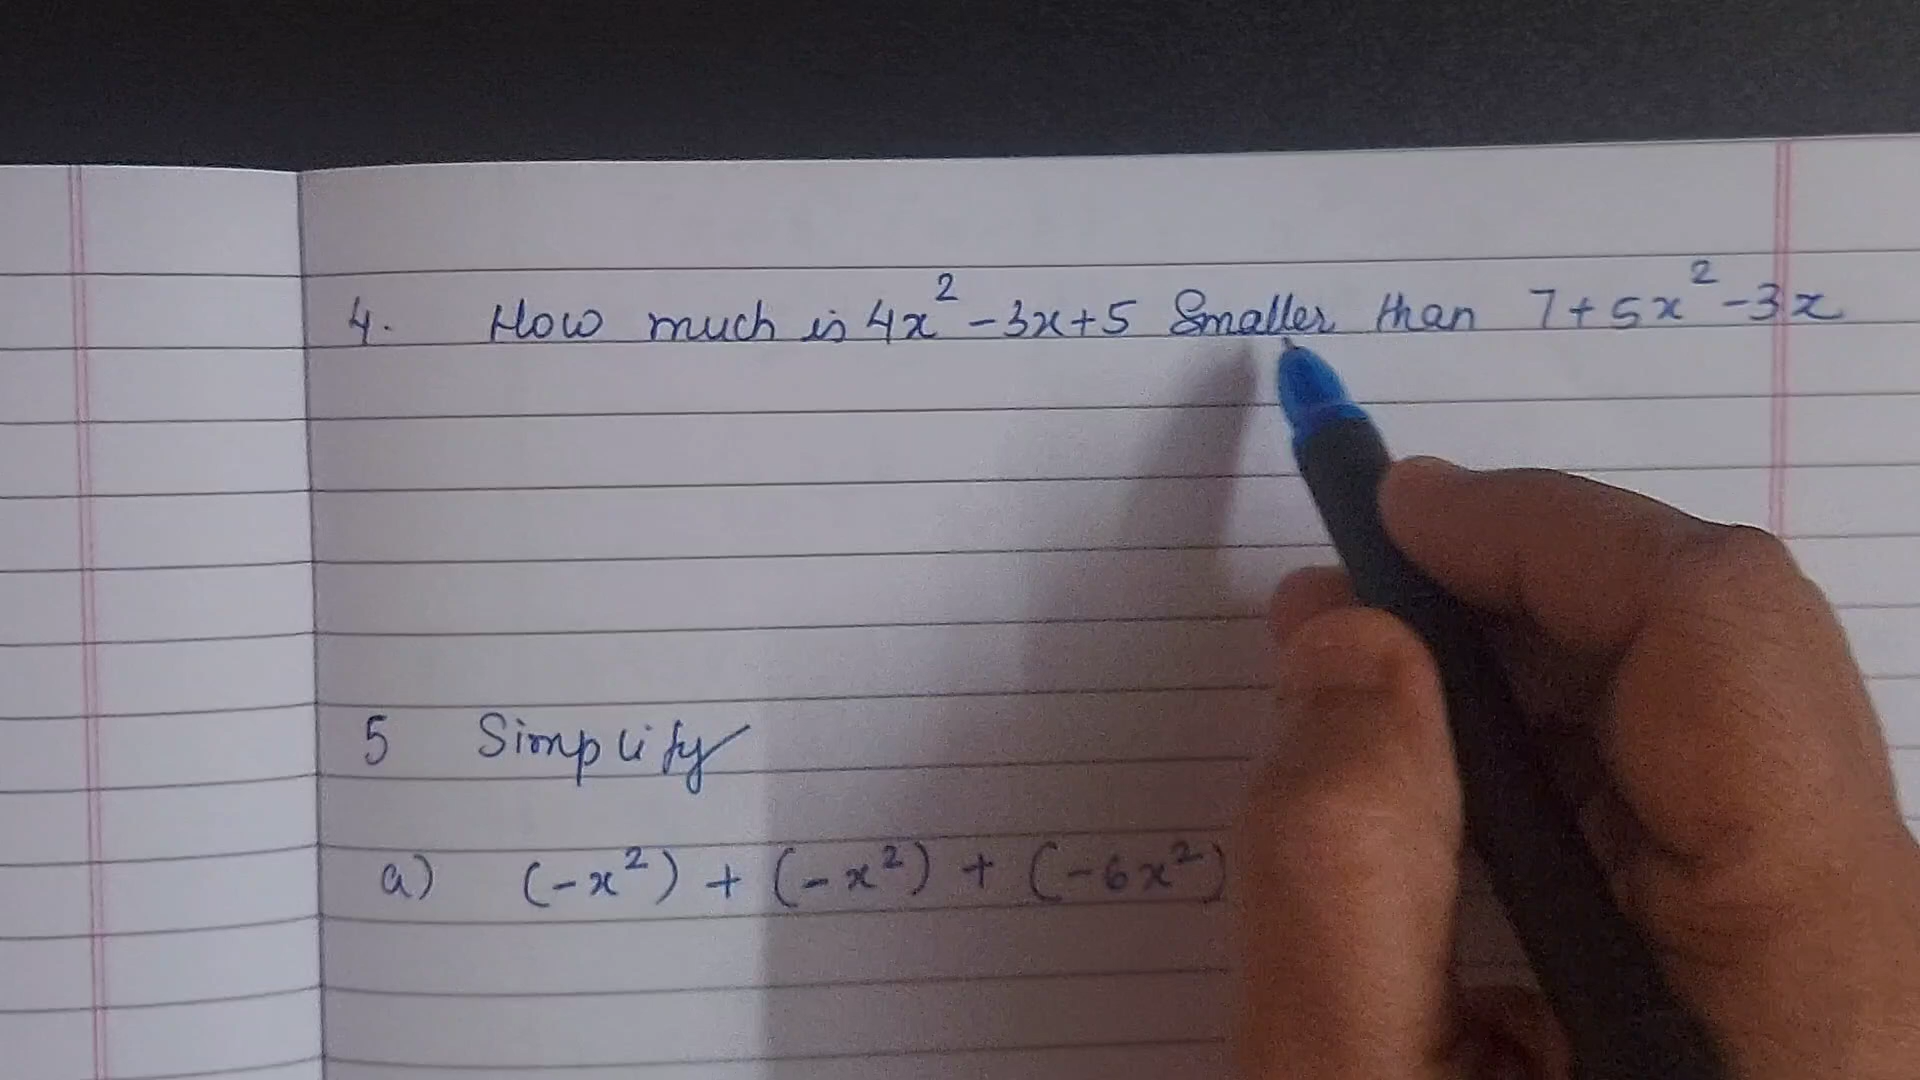 4. How much is 4x² - 3x + 5 Smaller than 7 + 5x² - 3x
5 Simplify
a) (-x²) + (-x²) + (-6x²)